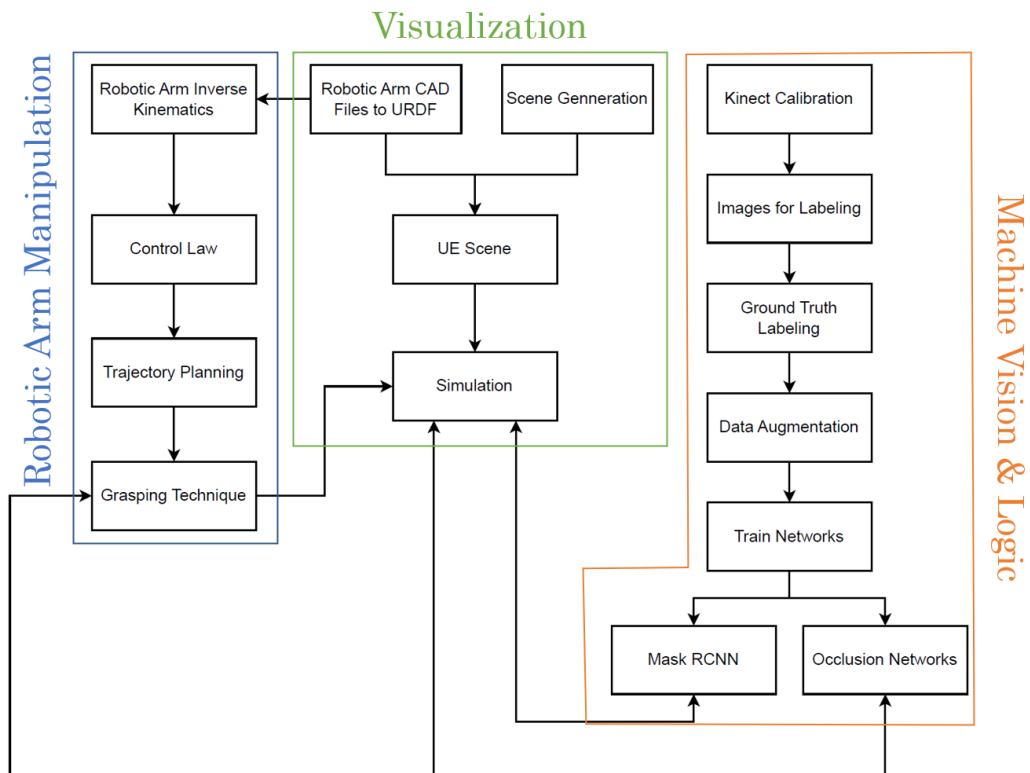 Visualization
Robotic Arm Manipulation
Robotic Arm Inverse
Kinematics
Control Law
Trajectory Planning
Grasping Technique
Robotic Arm CAD
Files to URDF
Scene Genneration
UE Scene
Simulation
Machine Vision & Logic
Kinect Calibration
Images for Labeling
Ground Truth
Labeling
Data Augmentation
Train Networks
Mask RCNN
Occlusion Networks